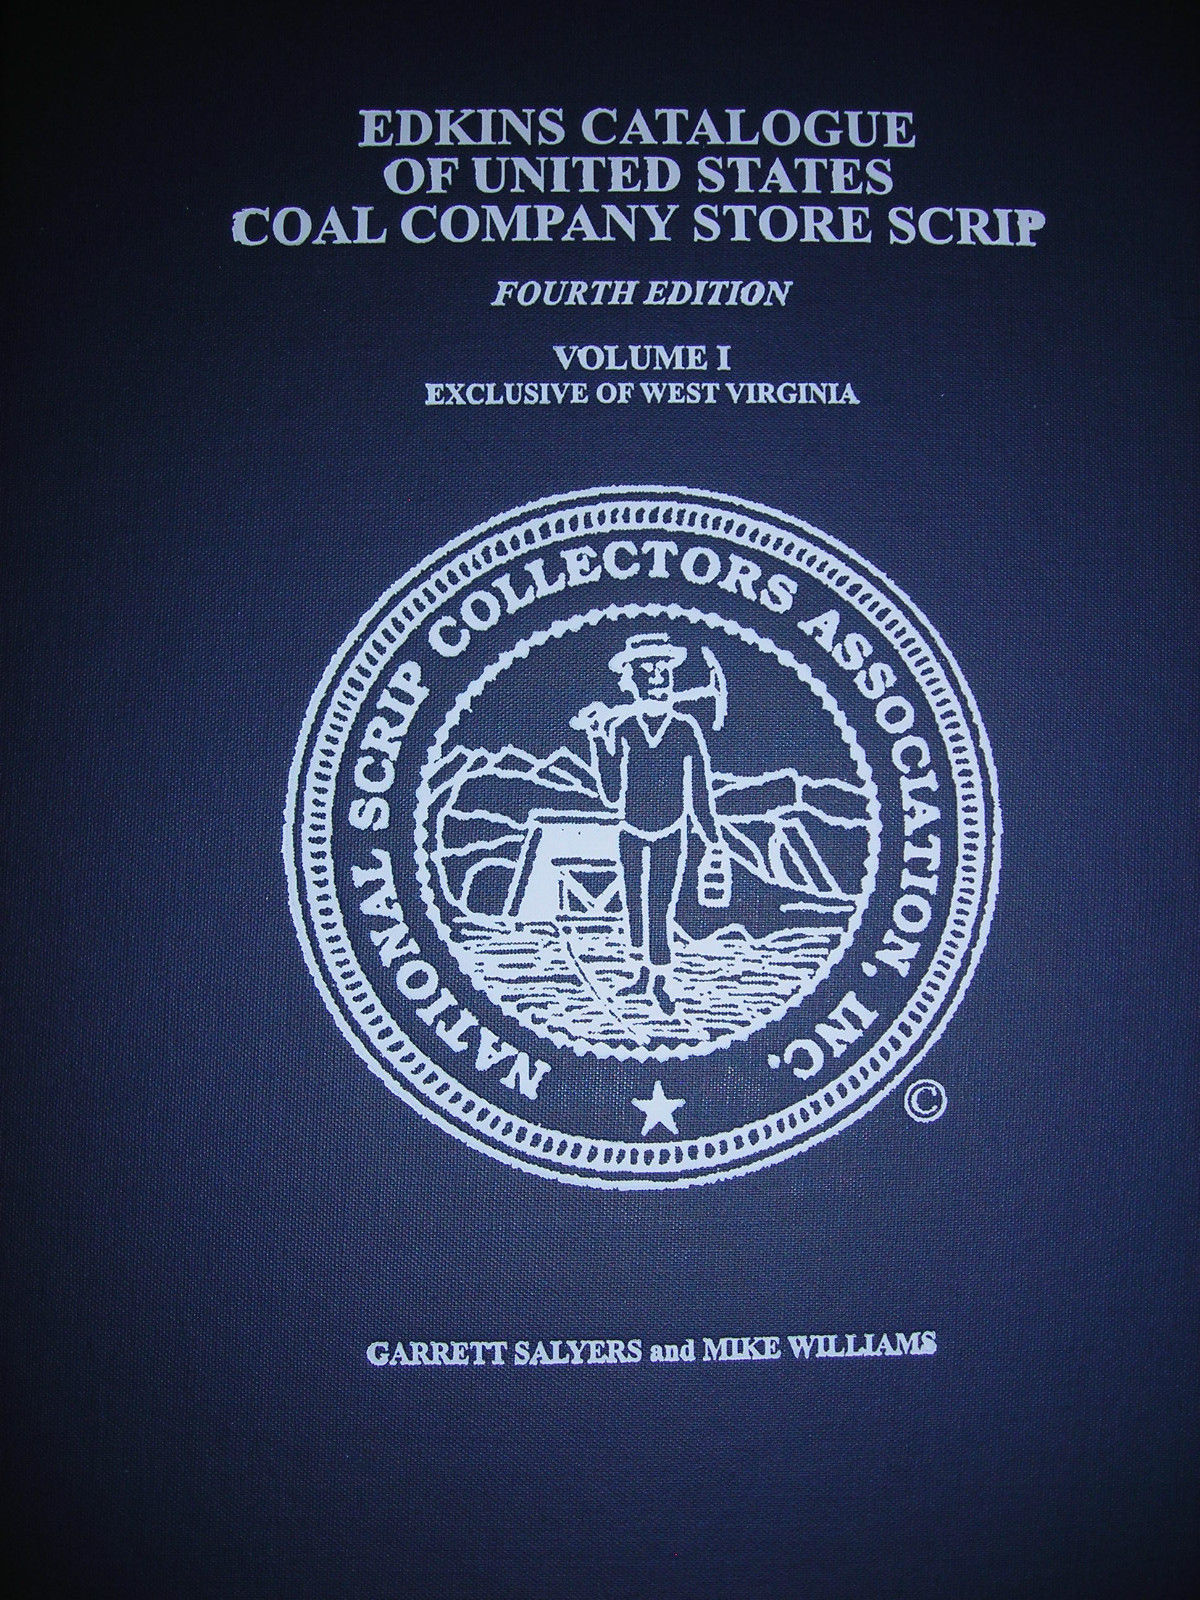 EDKINS CATALOGUE
OF UNITED STATES
COAL COMPANY STORE SCRIP
FOURTH EDITION
VOLUME I
EXCLUSIVE OF WEST VIRGINIA
NATIONAL SCRIP COLLECTORS ASSOCIATION, INC.
©
GARRETT SALYERS and MIKE WILLIAMS